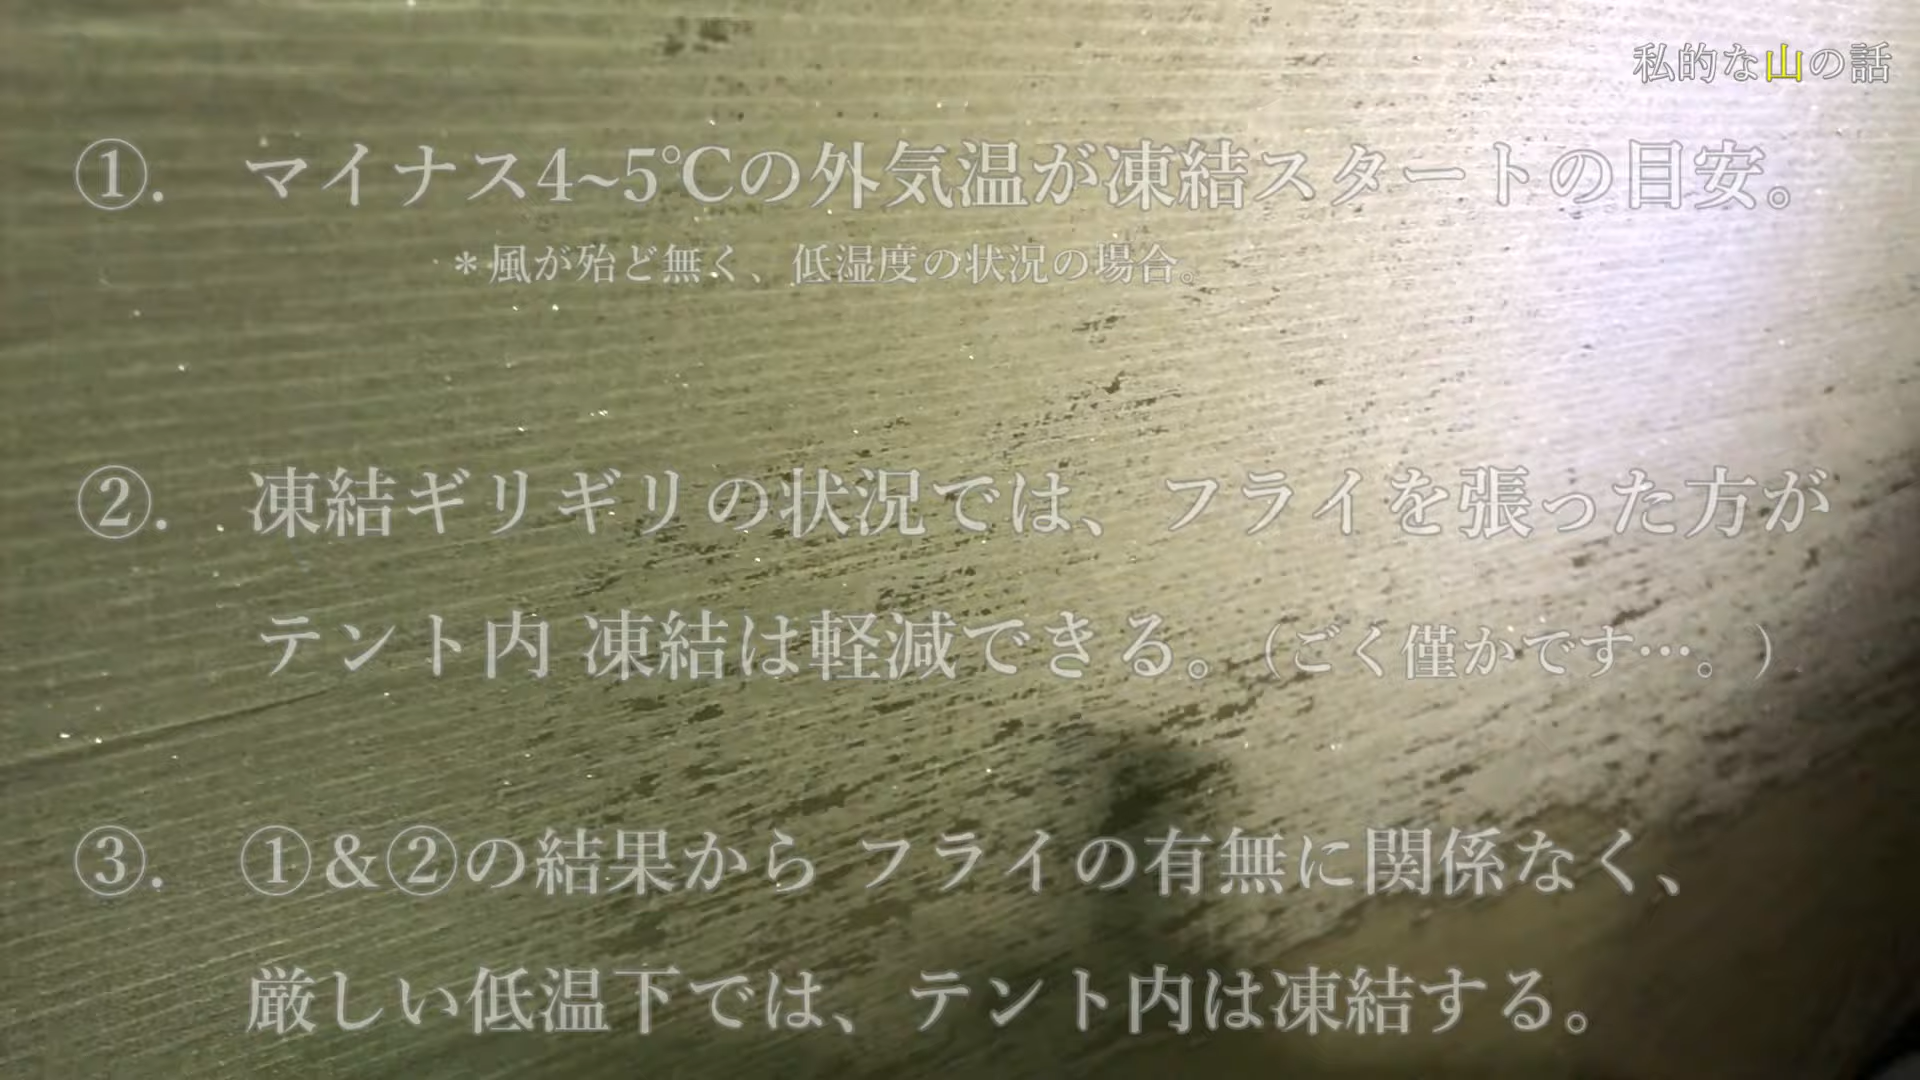 私的な山の話
①. マイナス4~5℃の外気温が凍結スタートの目安。
＊風が殆ど無く、低湿度の状況の場合。
②. 凍結ギリギリの状況では、フライを張った方が
テント内 凍結は軽減できる。（ごく僅かです…。）
③. ①&②の結果から フライの有無に関係なく、
厳しい低温下では、テント内は凍結する。